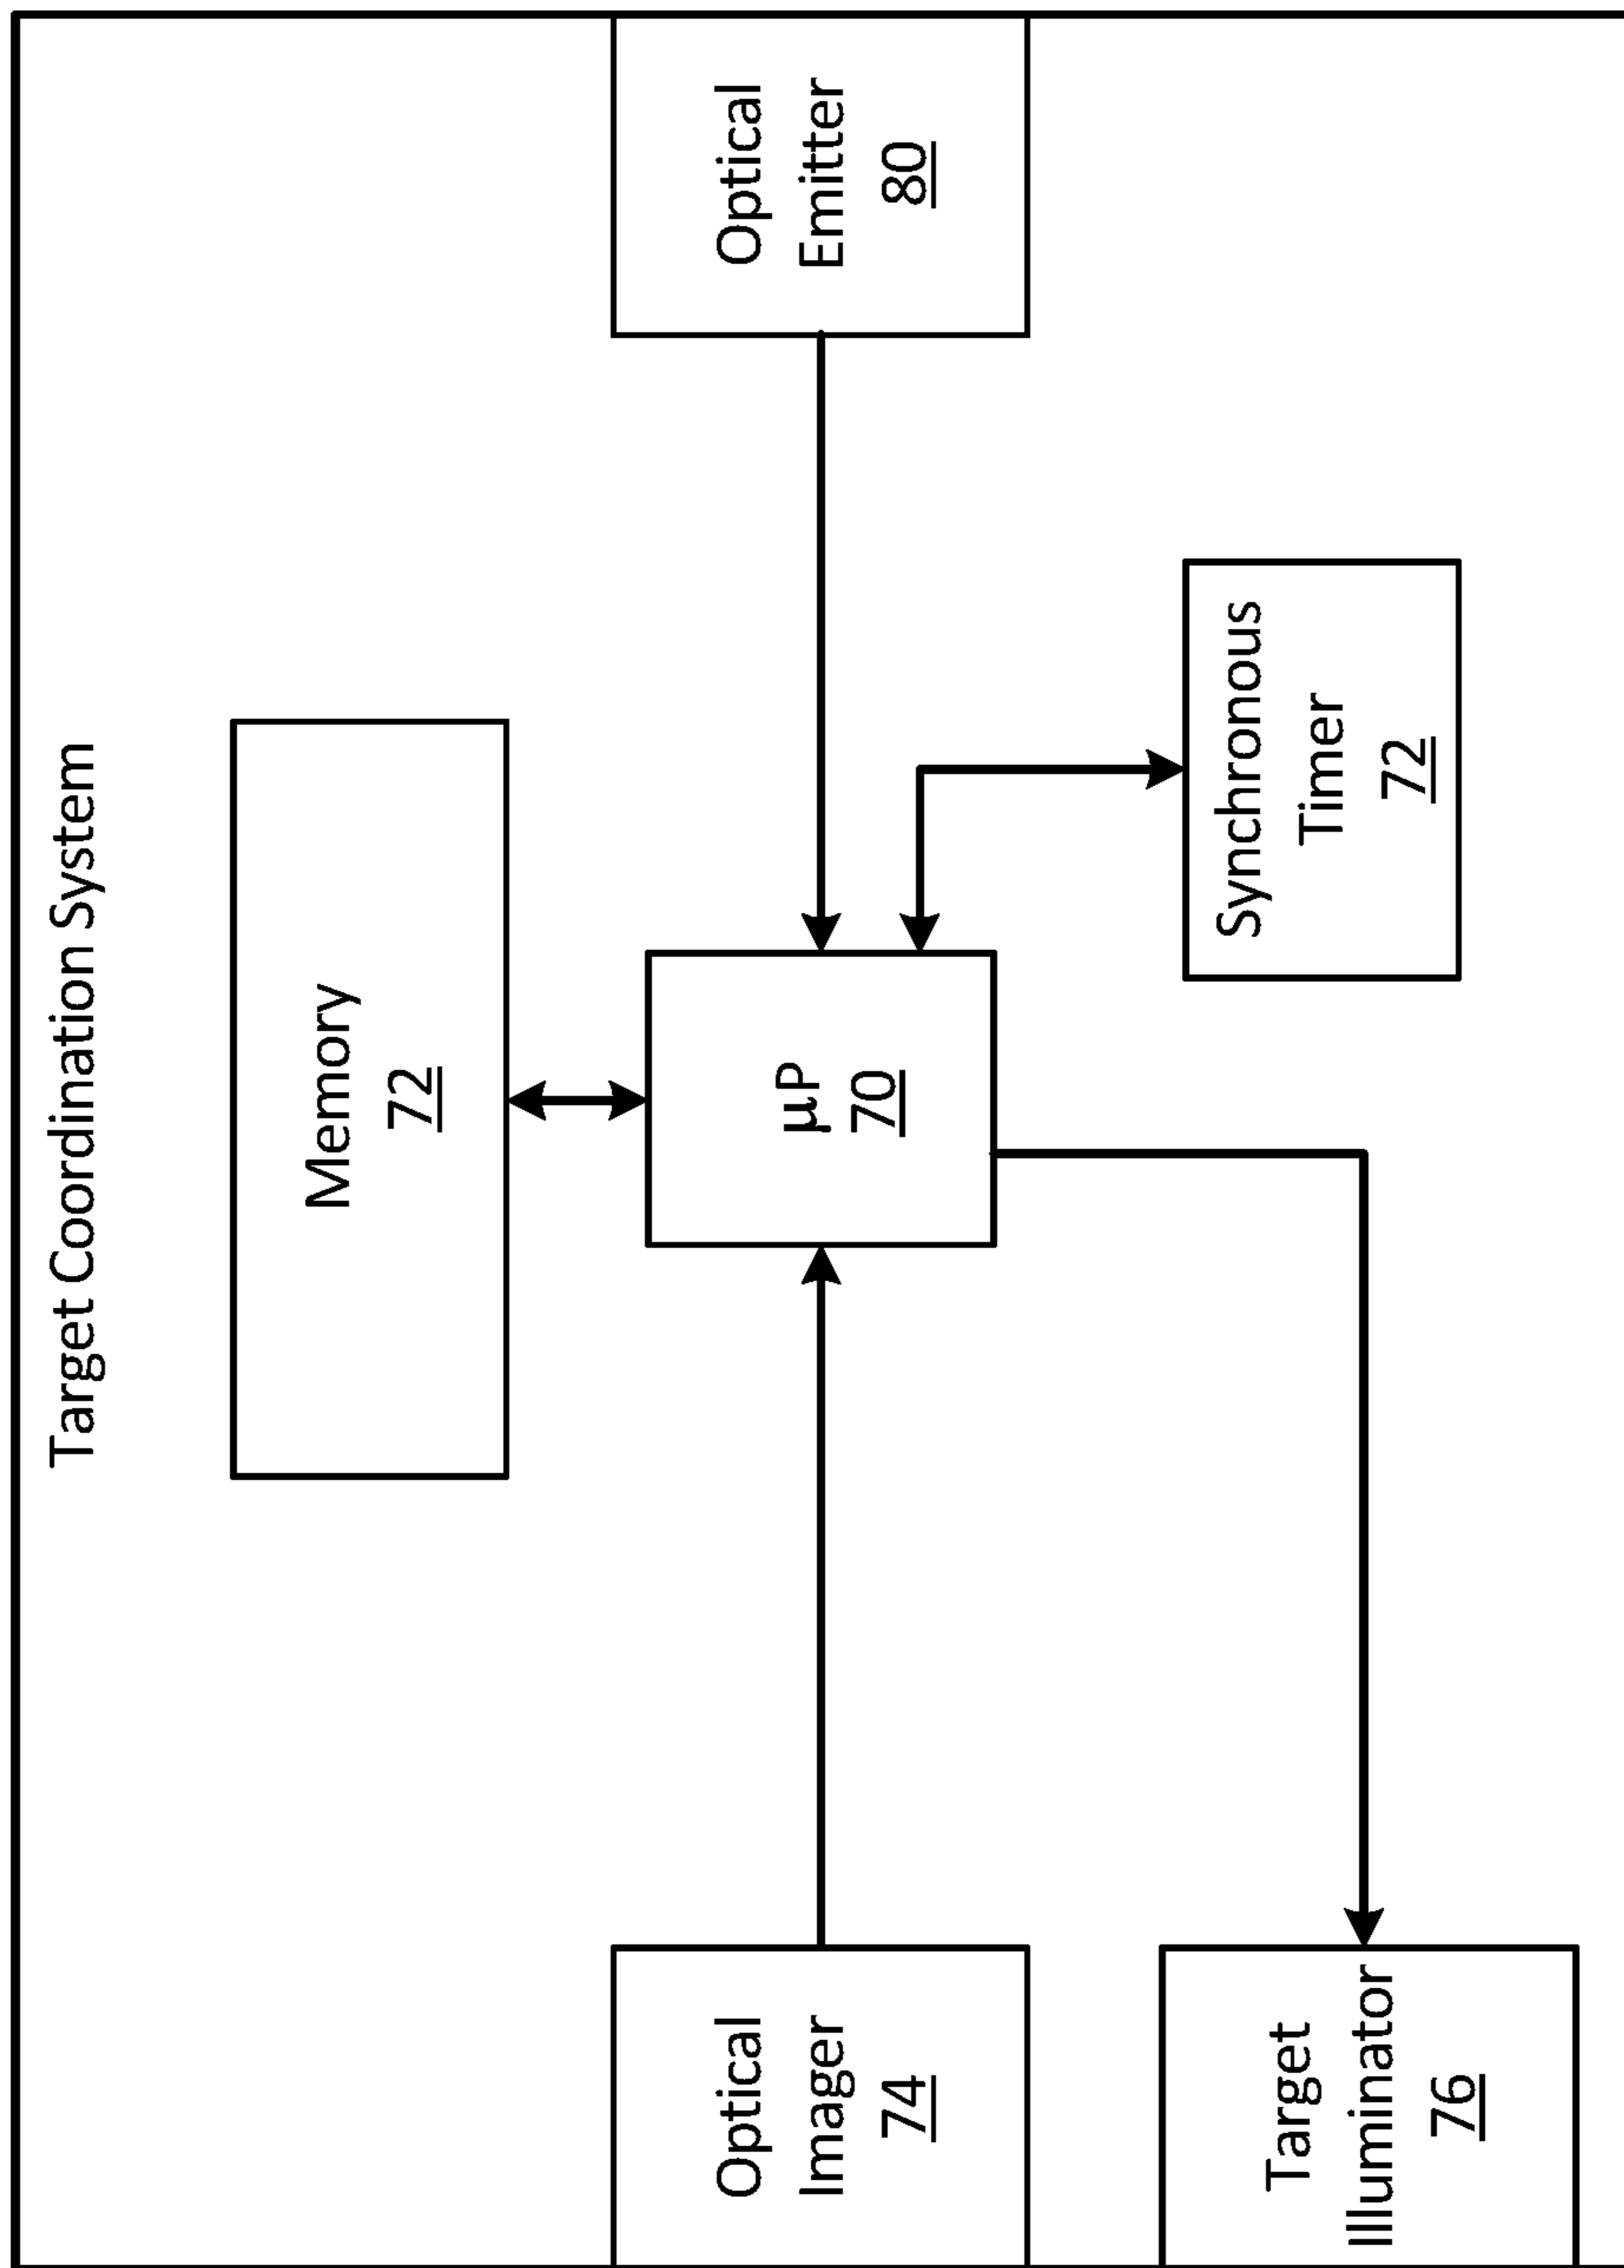 Target Coordination System
Memory
72
Optical
Imager
74
µP
70
Optical
Emitter
80
Synchronous
Timer
72
Target
Illuminator
76